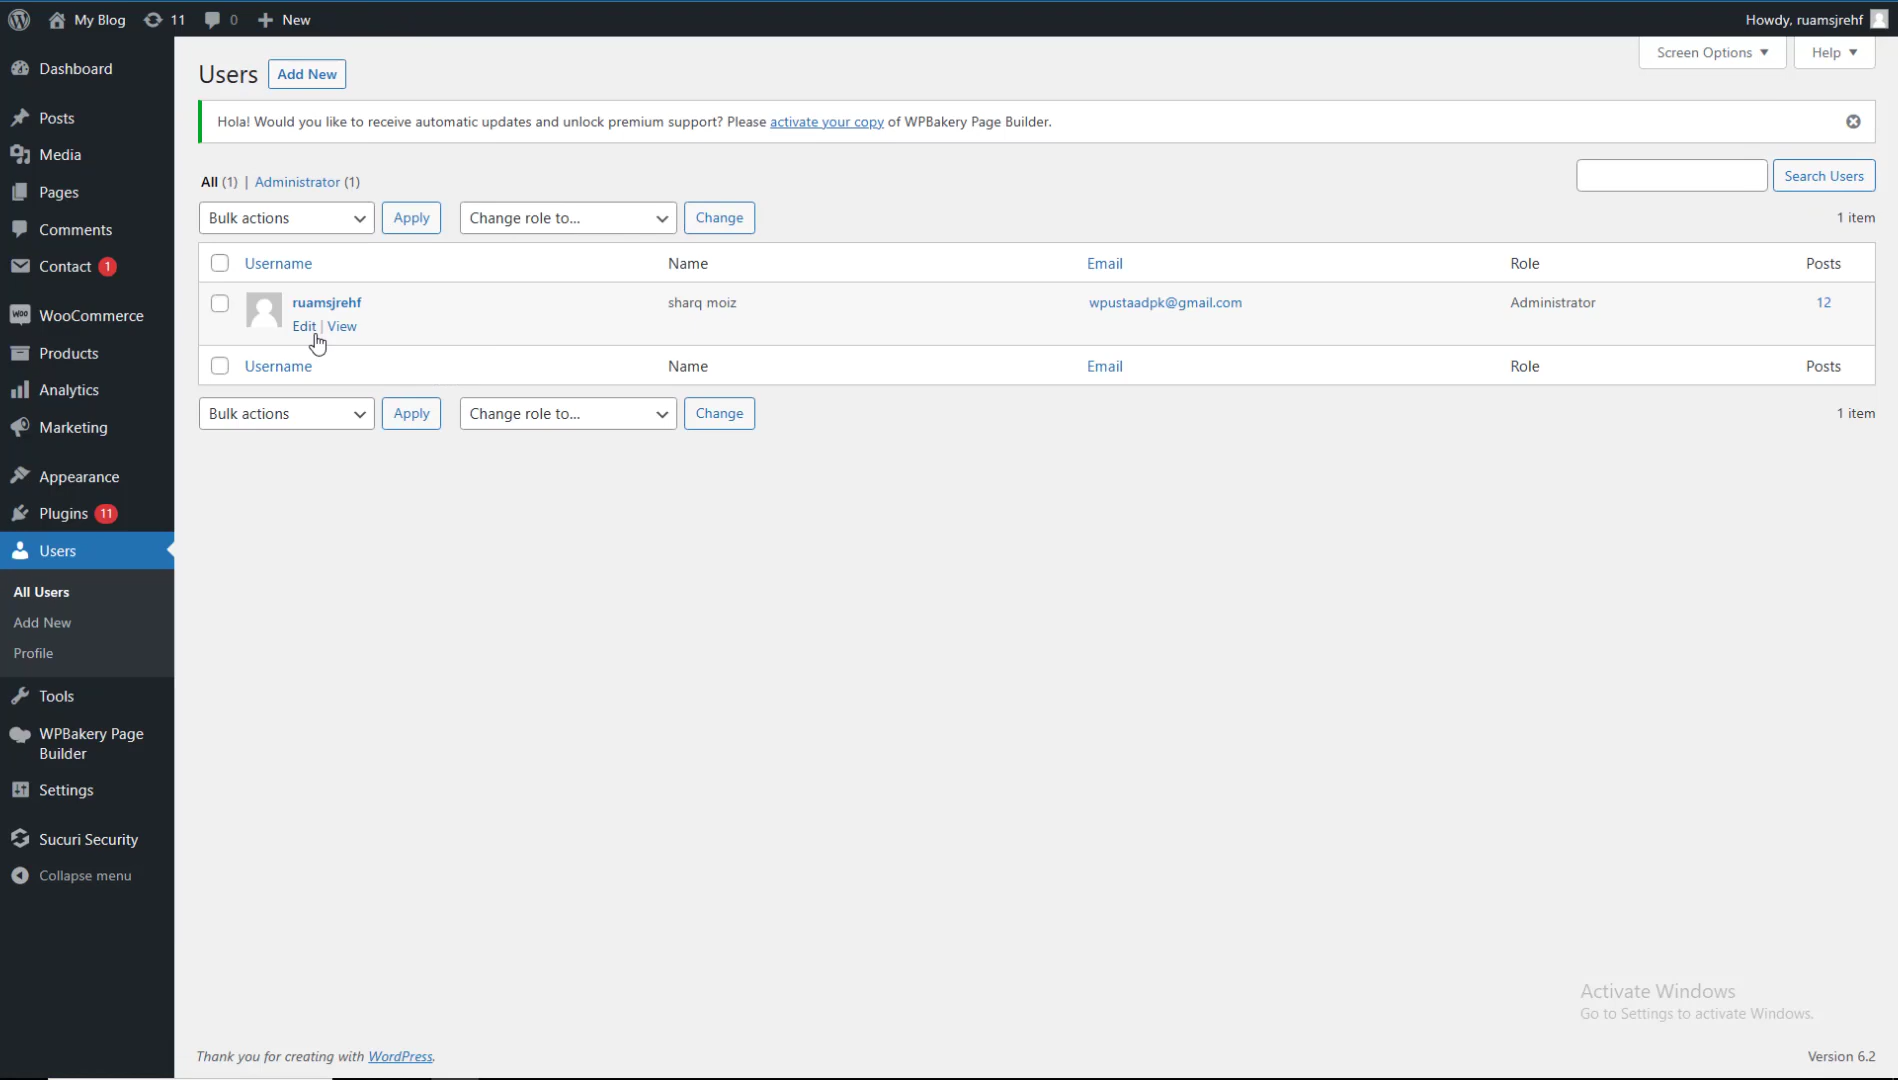 My Blog 11 0 New Howdy, ruamsjrehf
Screen Options Help
Dashboard
Posts
Media
Pages
Comments
Contact 1
WooCommerce
Products
Analytics
Marketing
Appearance
Plugins 11
Users
All Users
Add New
Profile
Tools
WPBakery Page
Builder
Settings
Sucuri Security
Collapse menu
Users Add New
Hola! Would you like to receive automatic updates and unlock premium support? Please activate your copy of WPBakery Page Builder.
All (1) | Administrator (1)
Search Users
Bulk actions Apply Change role to... Change 1 item
Username Name Email Role Posts
ruamsjrehf sharq moiz wpustaadpk@gmail.com Administrator 12
Edit | View
Username Name Email Role Posts
Bulk actions Apply Change role to... Change 1 item
Activate Windows
Go to Settings to activate Windows.
Thank you for creating with WordPress. Version 6.2